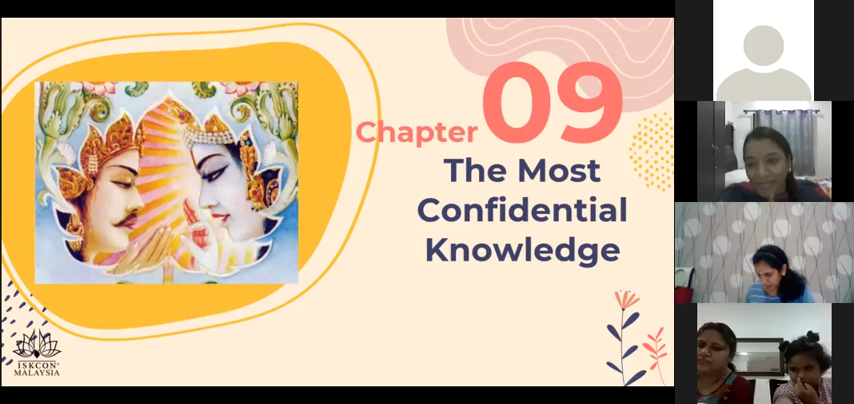 Chapter 09
The Most
Confidential
Knowledge
ISKCON®
MALAYSIA